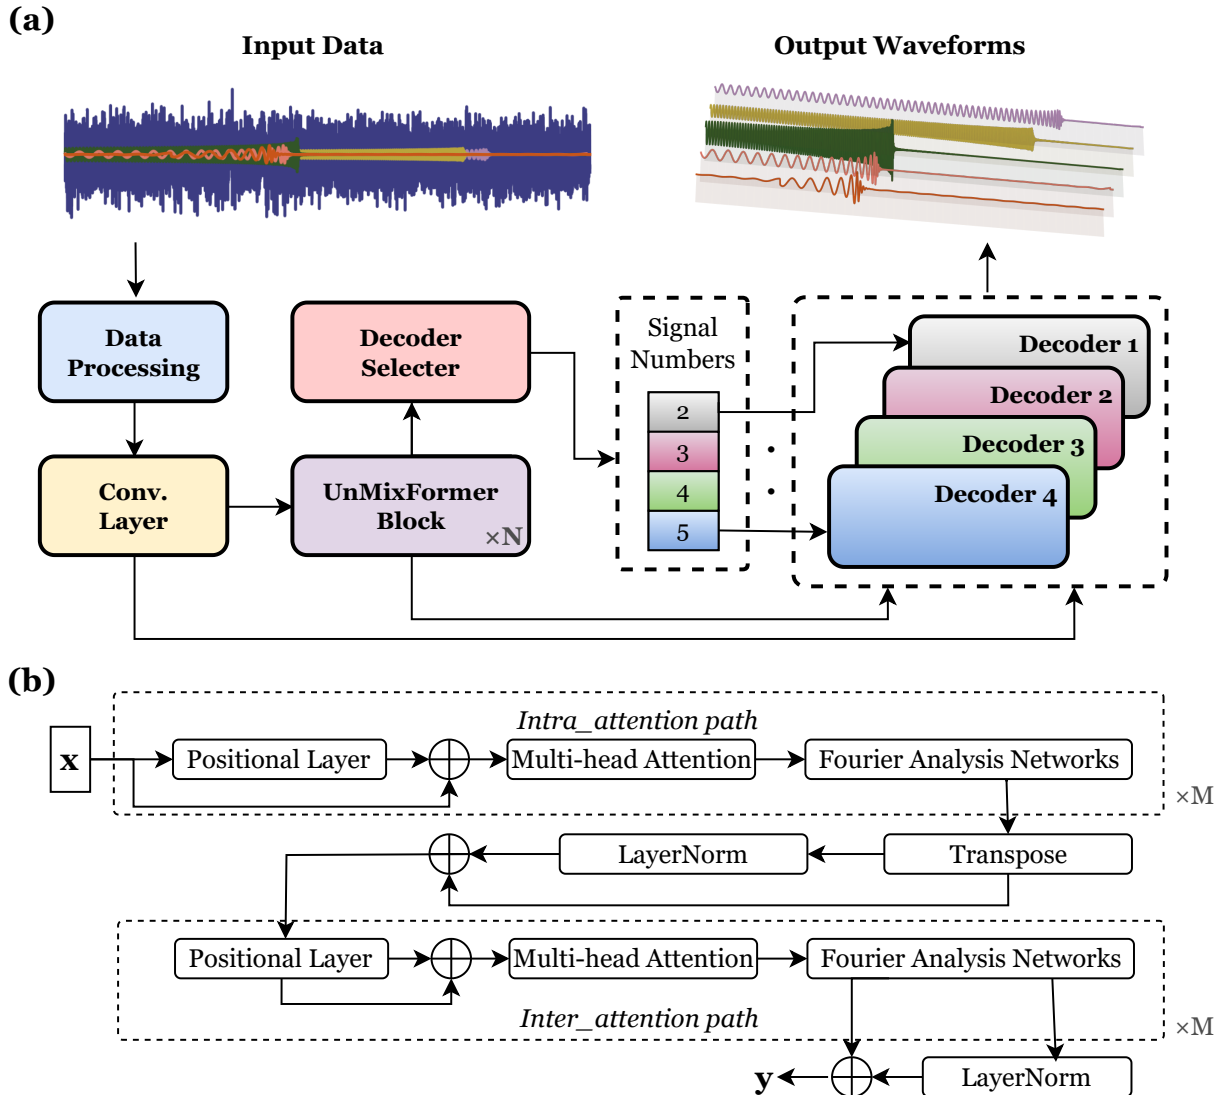 (a)
Input Data
Output Waveforms
Data
Processing
Decoder
Selecter
Signal
Numbers
2
3
4
5
Decoder 1
Decoder 2
Decoder 3
Decoder 4
Conv.
Layer
UnMixFormer
Block
×N
(b)
Intra_attention path
x
Positional Layer
Multi-head Attention
Fourier Analysis Networks
×M
LayerNorm
Transpose
Positional Layer
Multi-head Attention
Fourier Analysis Networks
Inter_attention path
×M
y
LayerNorm